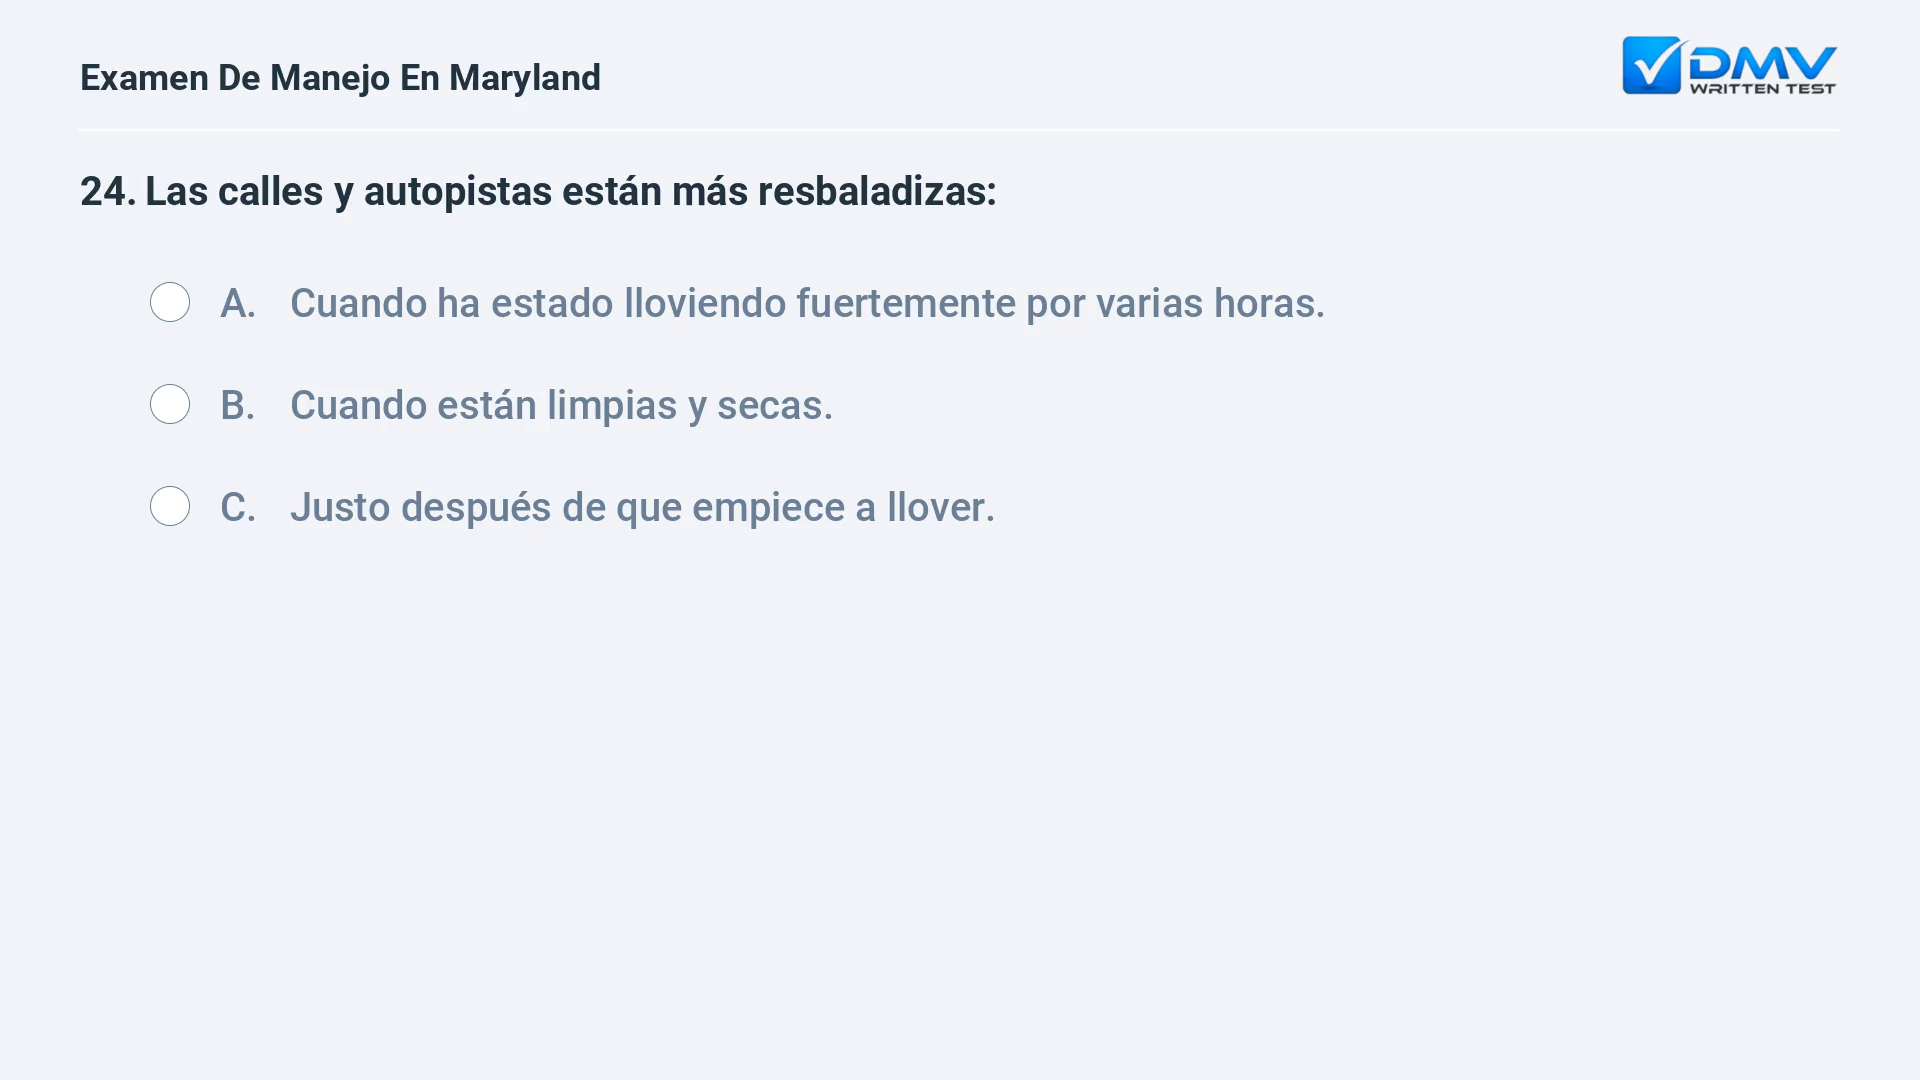 Examen De Manejo En Maryland
DMV
WRITTEN TEST
24. Las calles y autopistas están más resbaladizas:
A. Cuando ha estado lloviendo fuertemente por varias horas.
B. Cuando están limpias y secas.
C. Justo después de que empiece a llover.